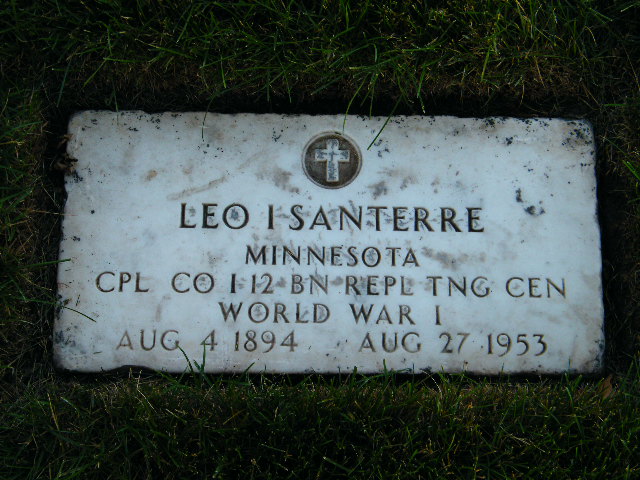 LEO I SANTERRE
MINNESOTA
CPL CO I 12 BN REPL TNG CEN
WORLD WAR I
AUG 4 1894 AUG 27 1953